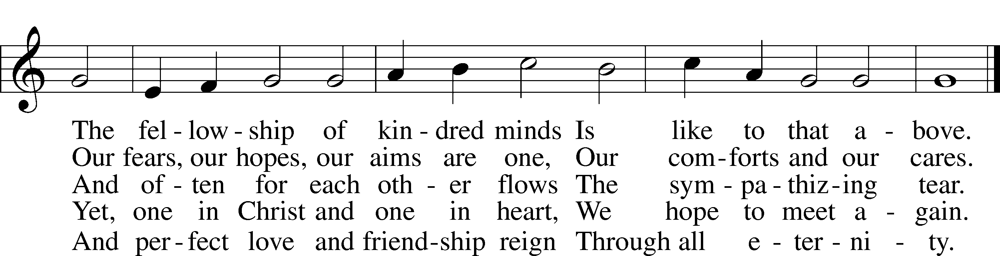 The fel - low - ship of kin - dred minds Is like to that a - bove.
Our fears, our hopes, our aims are one, Our com - forts and our cares.
And of - ten for each oth - er flows The sym - pa - thiz - ing tear.
Yet, one in Christ and one in heart, We hope to meet a - gain.
And per - fect love and friend - ship reign Through all e - ter - ni - ty.